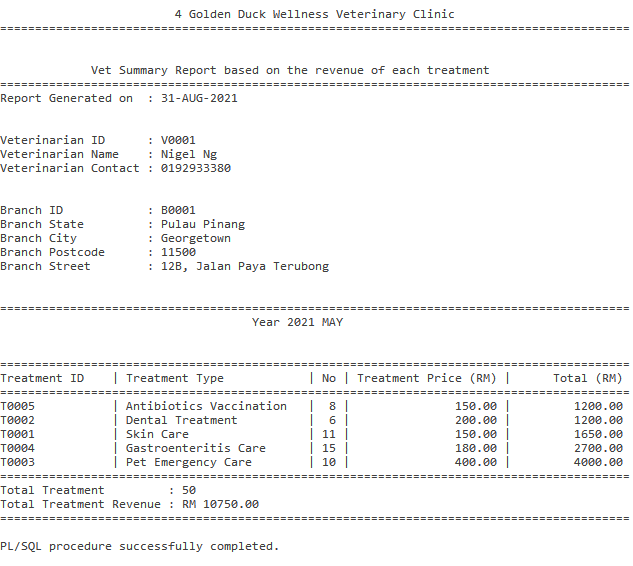 4 Golden Duck Wellness Veterinary Clinic
==========================================================================================
Vet Summary Report based on the revenue of each treatment
==========================================================================================
Report Generated on  : 31-AUG-2021
Veterinarian ID      : V0001
Veterinarian Name    : Nigel Ng
Veterinarian Contact : 0192933380
Branch ID            : B0001
Branch State         : Pulau Pinang
Branch City          : Georgetown
Branch Postcode      : 11500
Branch Street        : 12B, Jalan Paya Terubong
==========================================================================================
Year 2021 MAY
==========================================================================================
Treatment ID    | Treatment Type            | No | Treatment Price (RM) |      Total (RM)
==========================================================================================
T0005           | Antibiotics Vaccination   |  8 |               150.00 |         1200.00
T0002           | Dental Treatment          |  6 |               200.00 |         1200.00
T0001           | Skin Care                 | 11 |               150.00 |         1650.00
T0004           | Gastroenteritis Care      | 15 |               180.00 |         2700.00
T0003           | Pet Emergency Care        | 10 |               400.00 |         4000.00
==========================================================================================
Total Treatment         : 50
Total Treatment Revenue : RM 10750.00
==========================================================================================
PL/SQL procedure successfully completed.